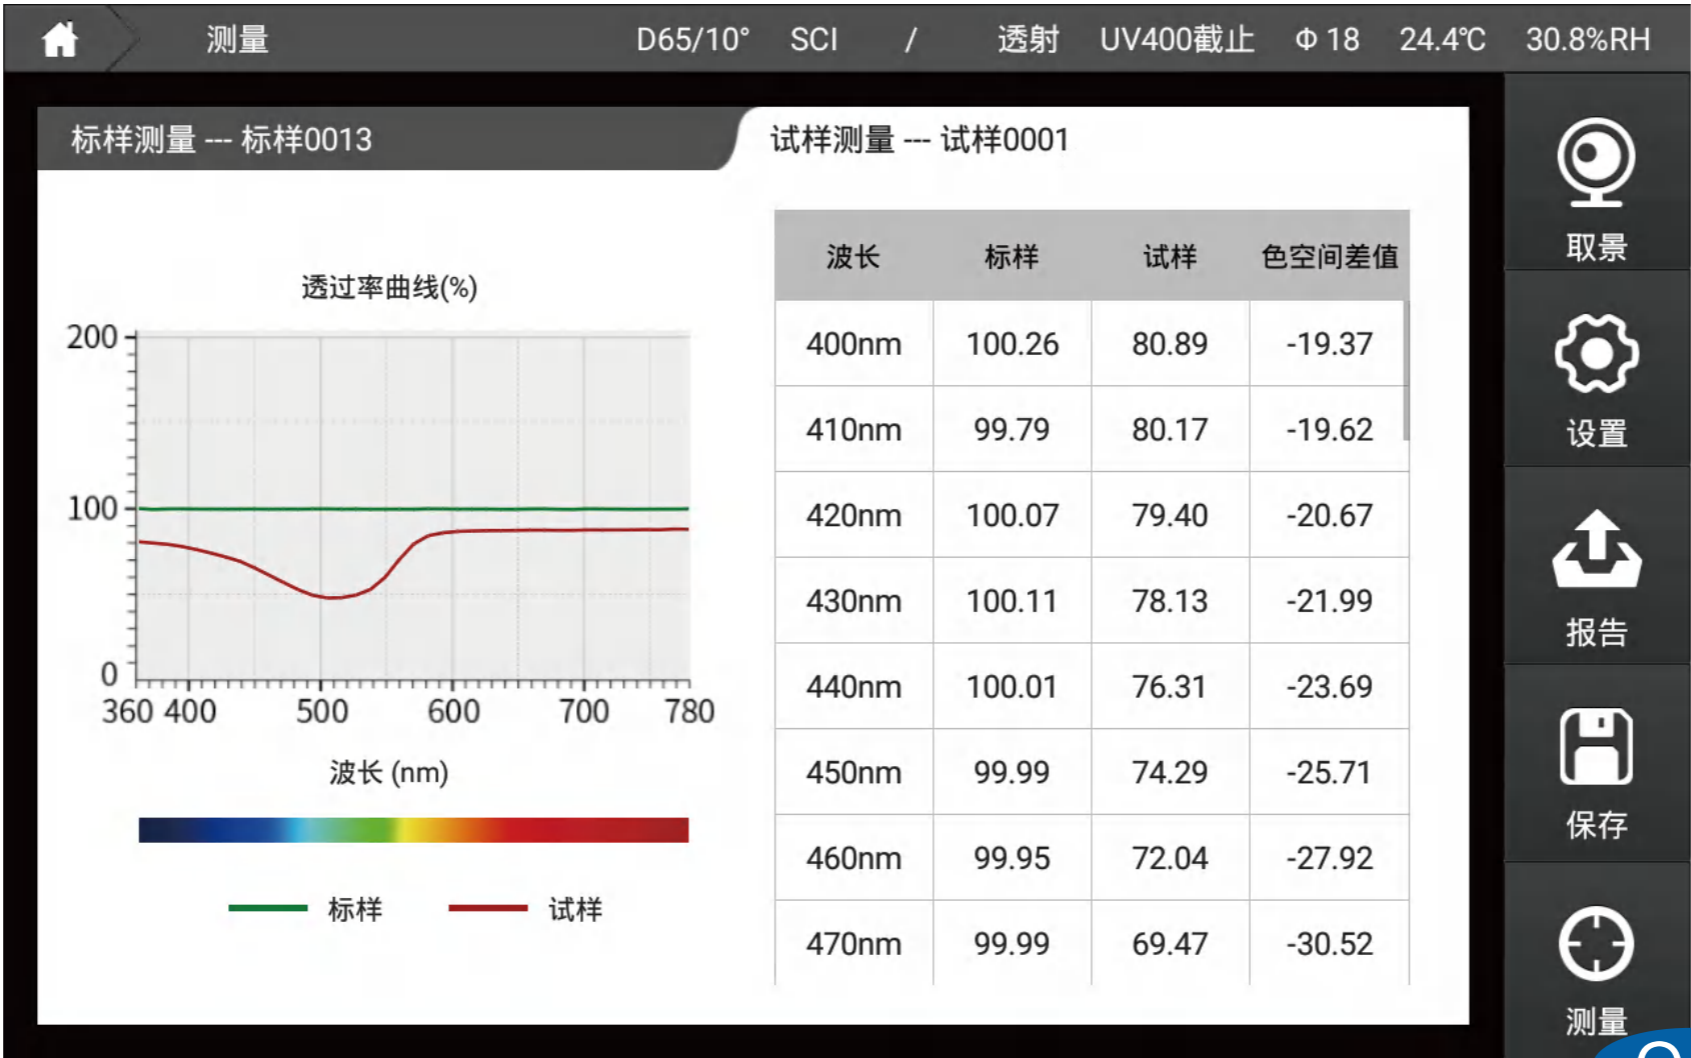 测量 D65/10° SCI / 透射 UV400截止 Φ 18 24.4℃ 30.8%RH
标样测量 --- 标样0013
试样测量 --- 试样0001
透过率曲线(%)
200
100
0
360 400 500 600 700 780
波长 (nm)
标样 试样
波长 标样 试样 色空间差值
400nm 100.26 80.89 -19.37
410nm 99.79 80.17 -19.62
420nm 100.07 79.40 -20.67
430nm 100.11 78.13 -21.99
440nm 100.01 76.31 -23.69
450nm 99.99 74.29 -25.71
460nm 99.95 72.04 -27.92
470nm 99.99 69.47 -30.52
取景
设置
报告
保存
测量